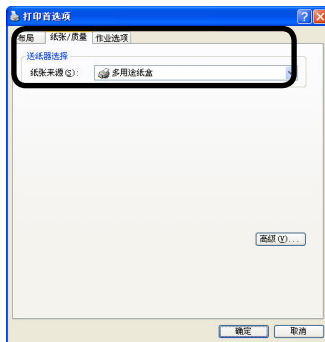 打印首选项
布局 纸张/质量 作业选项
送纸器选择
纸张来源(S): 多用送纸盒
高级(V)...
确定 取消